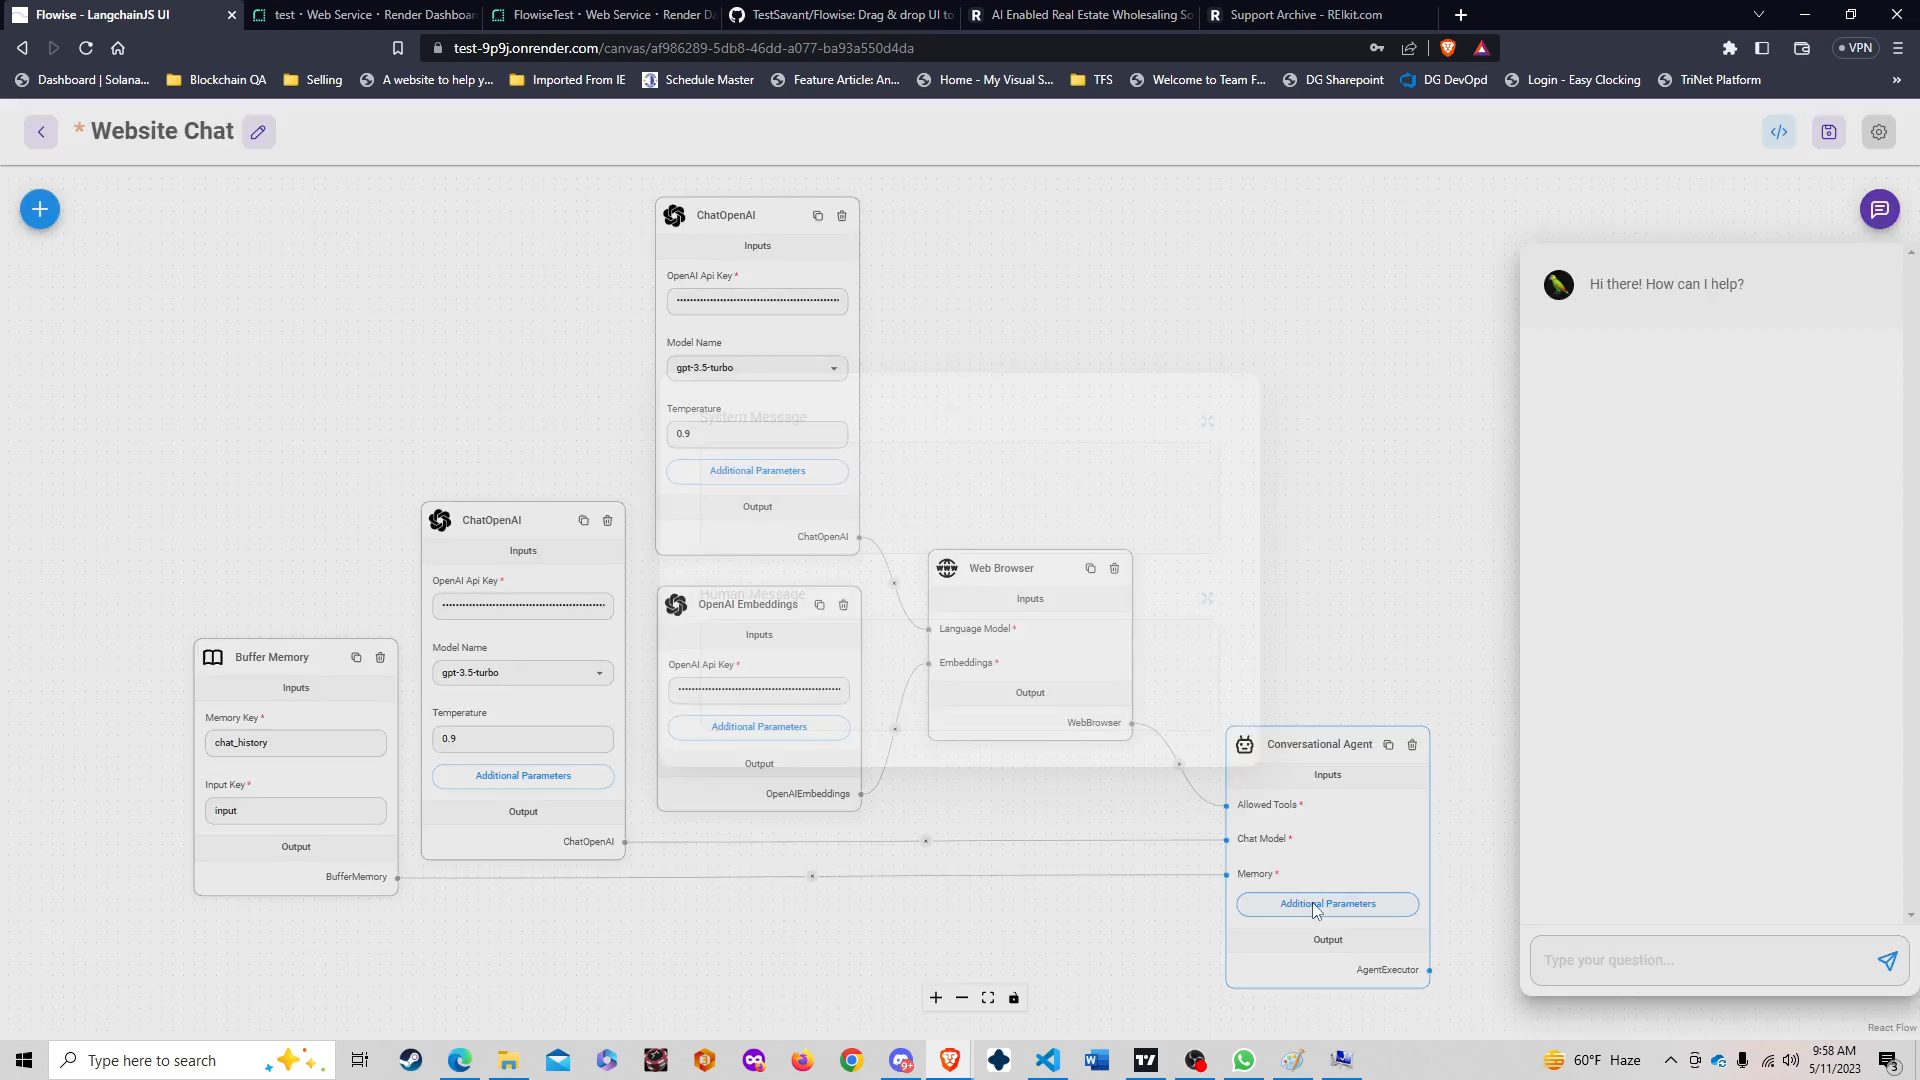 Flowise - LangchainJS UI
test · Web Service · Render Dashboar
FlowiseTest · Web Service · Render D
TestSavant/Flowise: Drag & drop UI to
AI Enabled Real Estate Wholesaling So
Support Archive - REIkit.com
test-9p9j.onrender.com/canvas/af986289-5db8-46dd-a077-ba93a550d4da
VPN
Dashboard | Solana...
Blockchain QA
Selling
A website to help y...
Imported From IE
Schedule Master
Feature Article: An...
Home - My Visual S...
TFS
Welcome to Team F...
DG Sharepoint
DG DevOpd
Login - Easy Clocking
TriNet Platform
* Website Chat
ChatOpenAI
Inputs
OpenAI Api Key *
Model Name
gpt-3.5-turbo
Temperature
0.9
Additional Parameters
Output
ChatOpenAI
System Message
Human Message
ChatOpenAI
Inputs
OpenAI Api Key *
Model Name
gpt-3.5-turbo
Temperature
0.9
Additional Parameters
Output
ChatOpenAI
OpenAI Embeddings
Inputs
OpenAI Api Key *
Additional Parameters
Output
OpenAIEmbeddings
Web Browser
Inputs
Language Model *
Embeddings *
Output
WebBrowser
Buffer Memory
Inputs
Memory Key *
chat_history
Input Key *
input
Output
BufferMemory
Conversational Agent
Inputs
Allowed Tools *
Chat Model *
Memory *
Additional Parameters
Output
AgentExecutor
Hi there! How can I help?
Type your question...
React Flow
Type here to search
9+
60°F Haze
9:58 AM
5/11/2023
3